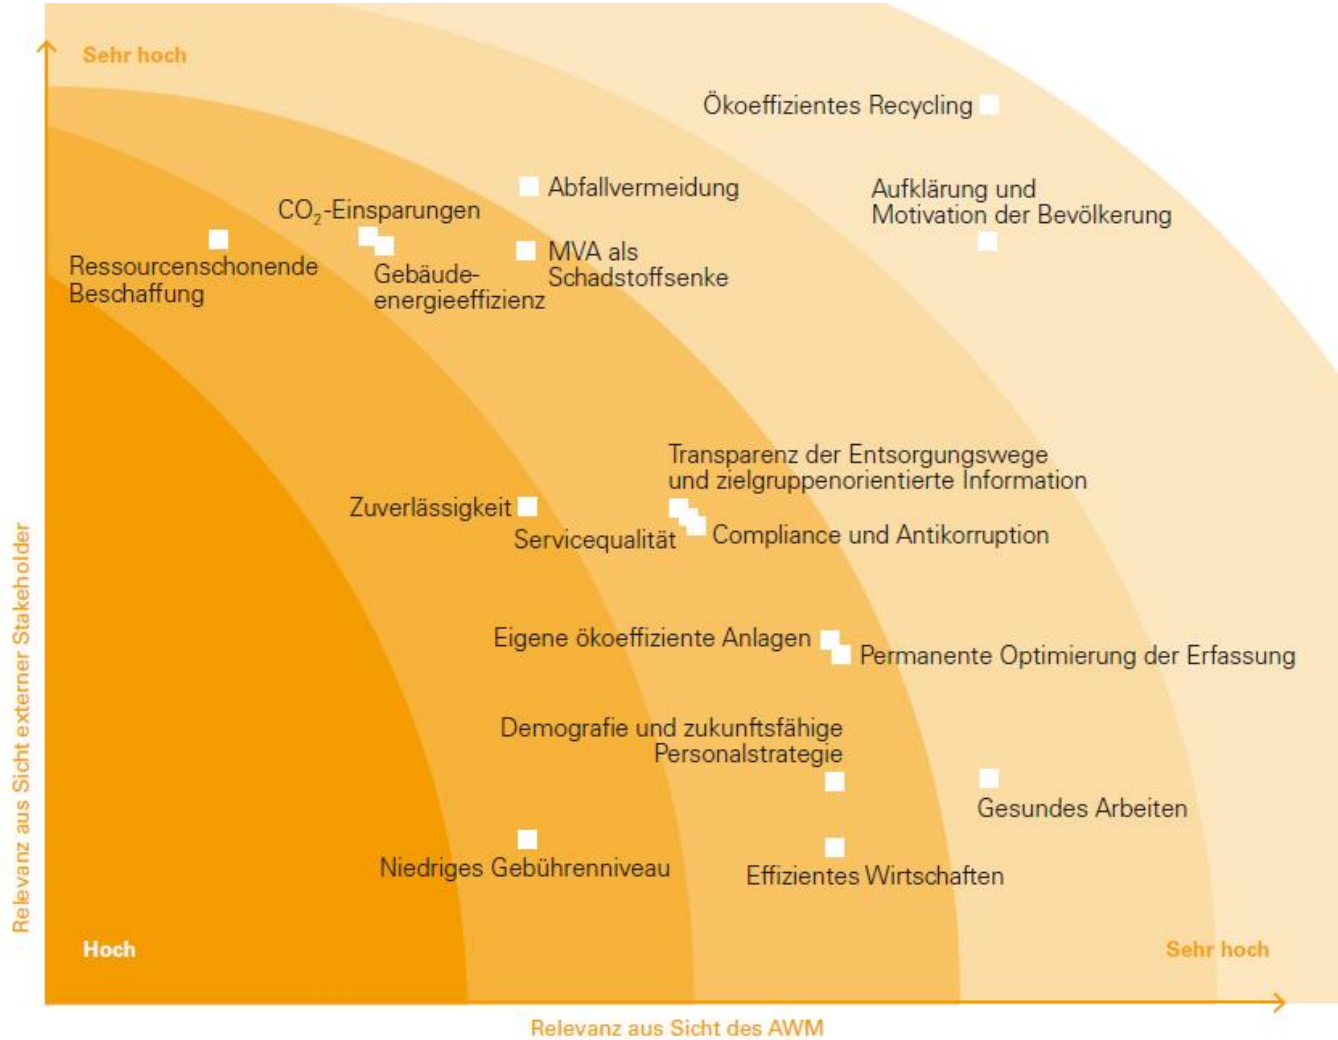 Sehr hoch
Ökoeffizientes Recycling
Abfallvermeidung
Aufklärung und
Motivation der Bevölkerung
CO₂-Einsparungen
MVA als
Schadstoffsenke
Ressourcenschonende
Beschaffung
Gebäude-
energieeffizienz
Transparenz der Entsorgungswege
und zielgruppenorientierte Information
Zuverlässigkeit
Servicequalität
Compliance und Antikorruption
Eigene ökoeffiziente Anlagen
Permanente Optimierung der Erfassung
Demografie und zukunftsfähige
Personalstrategie
Gesundes Arbeiten
Niedriges Gebührenniveau
Effizientes Wirtschaften
Relevanz aus Sicht externer Stakeholder
Hoch
Sehr hoch
Relevanz aus Sicht des AWM